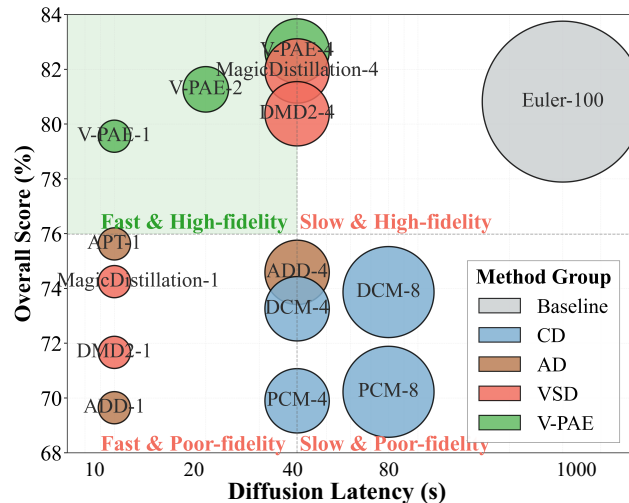 84
82
80
78
76
74
72
70
68
Overall Score (%)
V-PAE-4
MagicDistillation-4
V-PAE-2
DMD2-4
Euler-100
V-PAE-1
Fast & High-fidelity
Slow & High-fidelity
APT-1
MagicDistillation-1
ADD-4
DCM-4
DCM-8
DMD2-1
ADD-1
PCM-4
PCM-8
Fast & Poor-fidelity
Slow & Poor-fidelity
Method Group
Baseline
CD
AD
VSD
V-PAE
10
20
40
80
1000
Diffusion Latency (s)